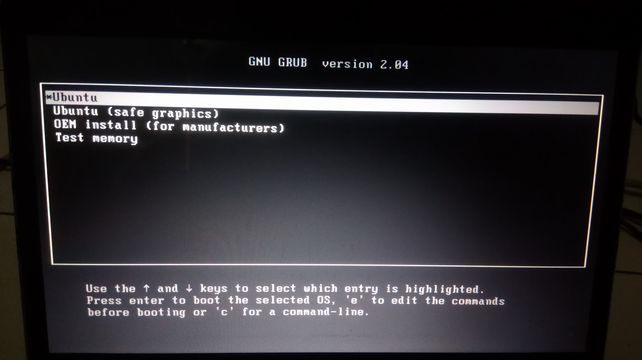 GNU GRUB version 2.04
*Ubuntu
Ubuntu (safe graphics)
OEM install (for manufacturers)
Test memory
Use the ↑ and ↓ keys to select which entry is highlighted.
Press enter to boot the selected OS, 'e' to edit the commands
before booting or 'c' for a command-line.